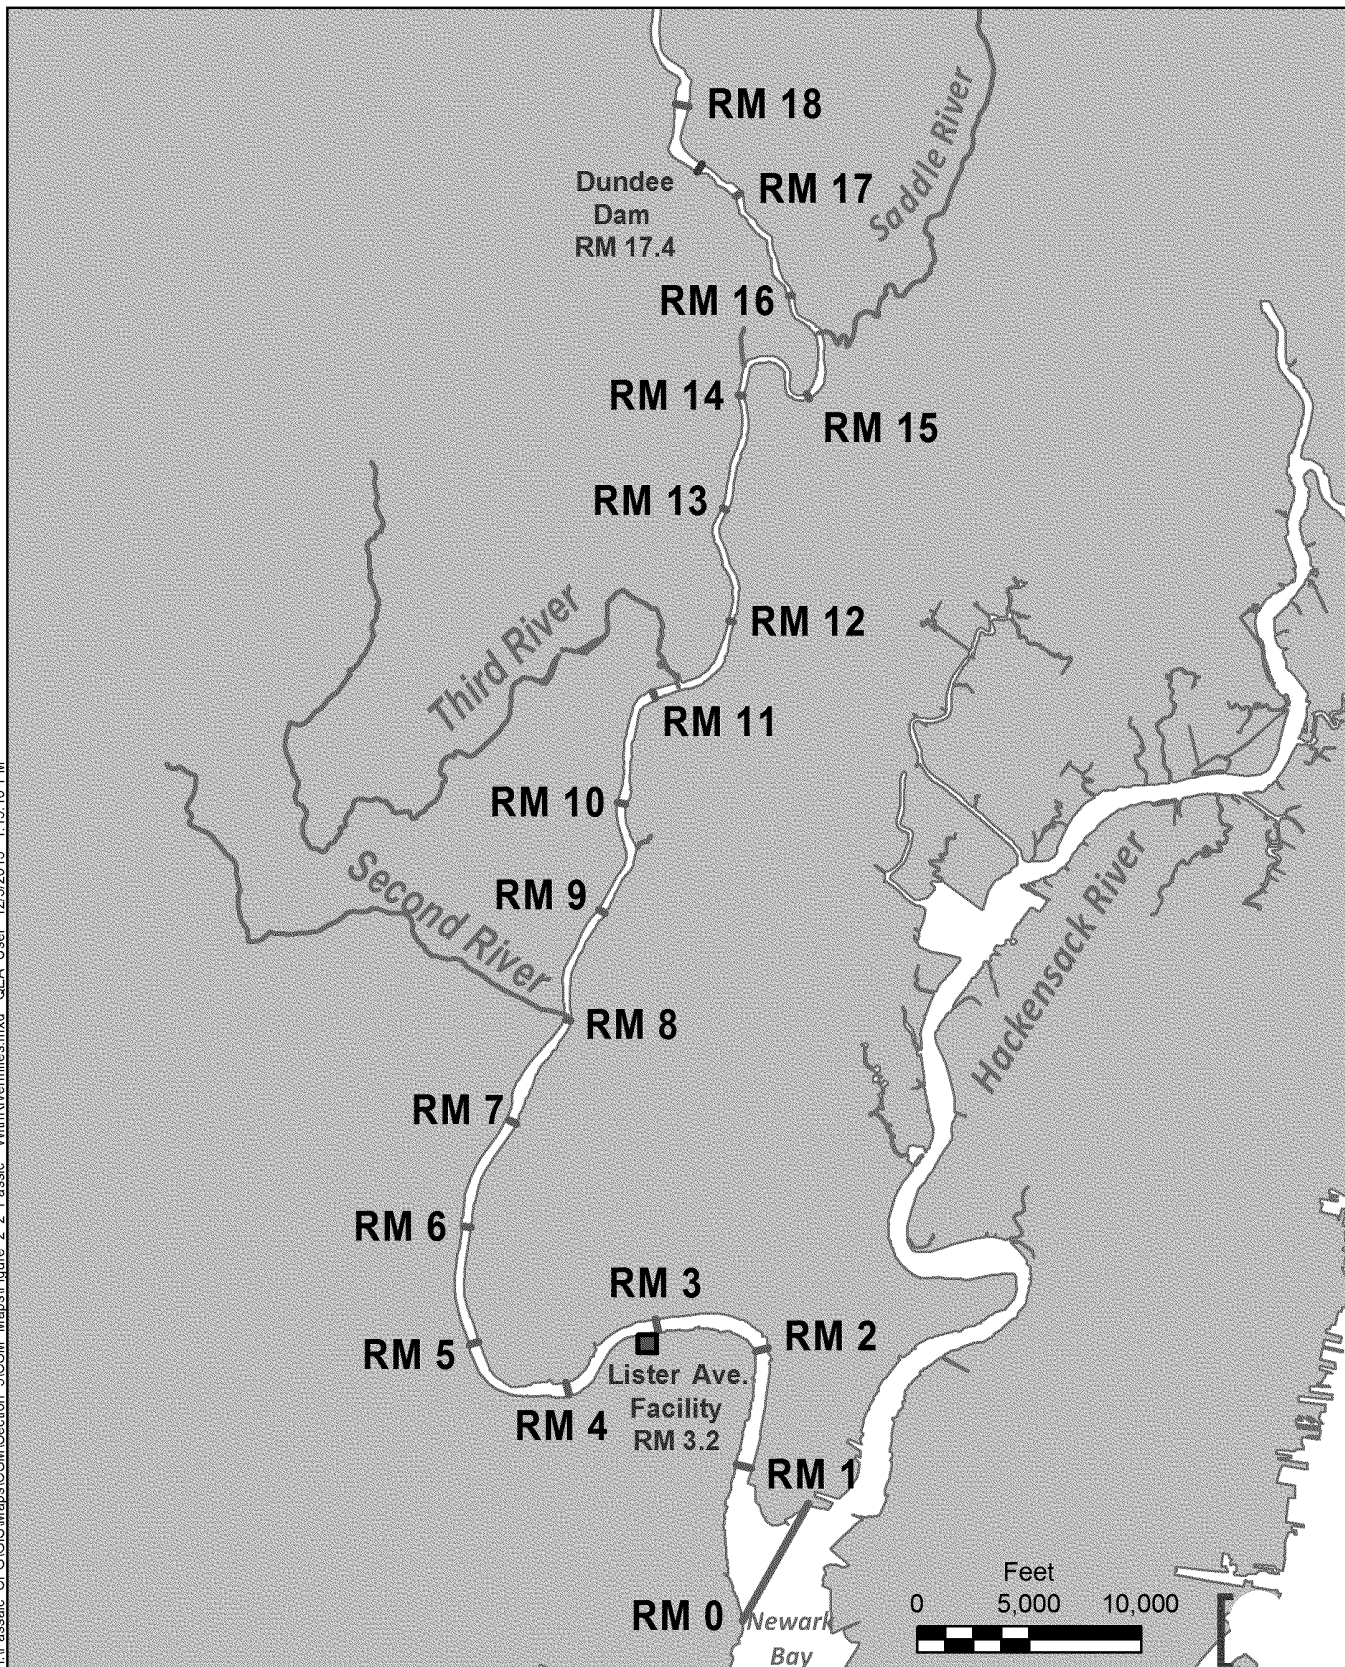 RM 18
Saddle River
Dundee
Dam
RM 17.4
RM 17
RM 16
RM 14
RM 15
RM 13
Third River
RM 12
RM 11
RM 10
Second River
RM 9
Hackensack River
RM 8
RM 7
RM 6
RM 3
RM 2
RM 5
Lister Ave.
Facility
RM 3.2
RM 4
RM 1
Feet
0 5,000 10,000
RM 0
Newark
Bay